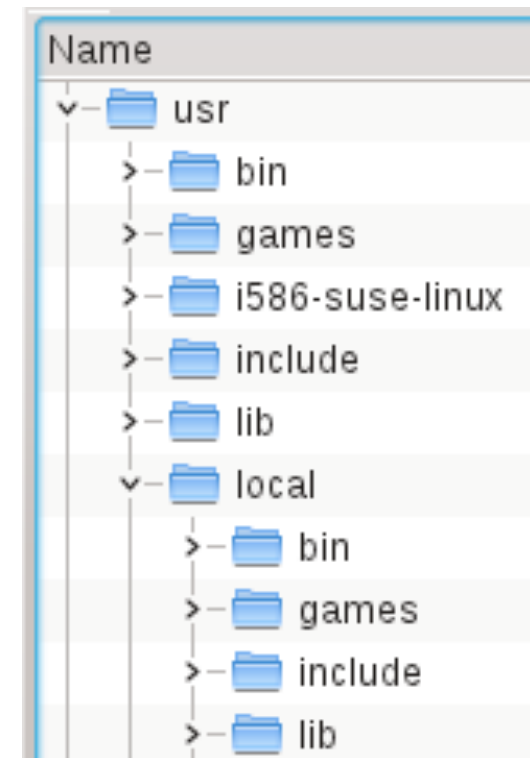 Name
usr
bin
games
i586-suse-linux
include
lib
local
bin
games
include
lib